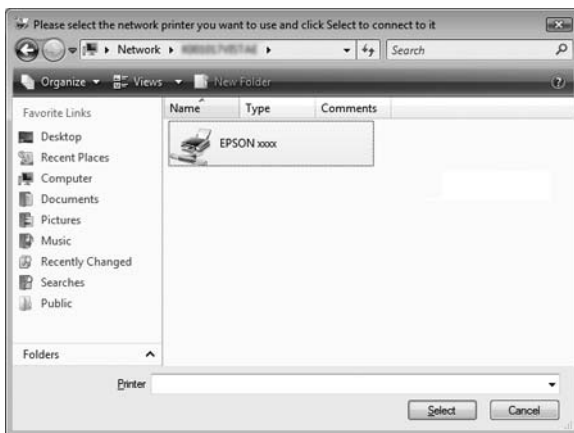 Please select the network printer you want to use and click Select to connect to it
Network
Search
Organize Views New Folder
Favorite Links
Name Type Comments
Desktop
EPSON xxxx
Recent Places
Computer
Documents
Pictures
Music
Recently Changed
Searches
Public
Folders
Printer
Select Cancel